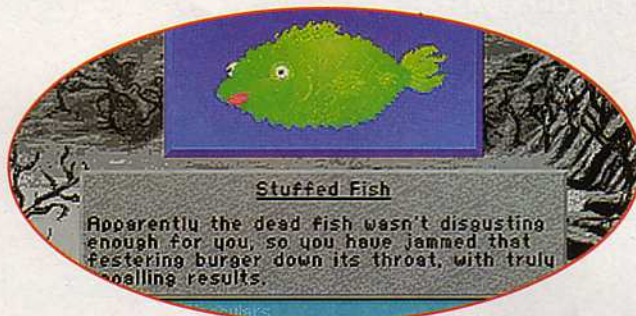 Stuffed Fish
Apparently the dead fish wasn't disgusting
enough for you, so you have jammed that
festering burger down its throat, with truly
appalling results.